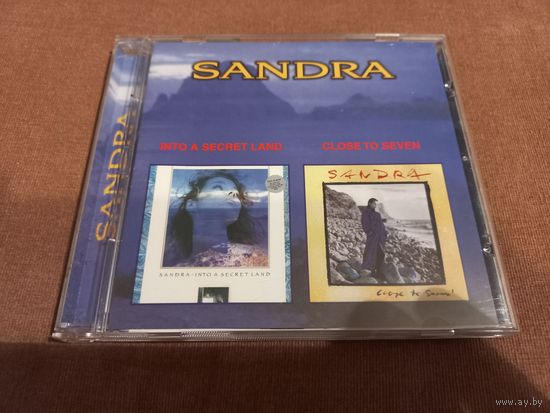 SANDRA
SANDRA
INTO A SECRET LAND
CLOSE TO SEVEN
SANDRA·INTO A SECRET LAND
SANDRA
close to seven
www.ay.by